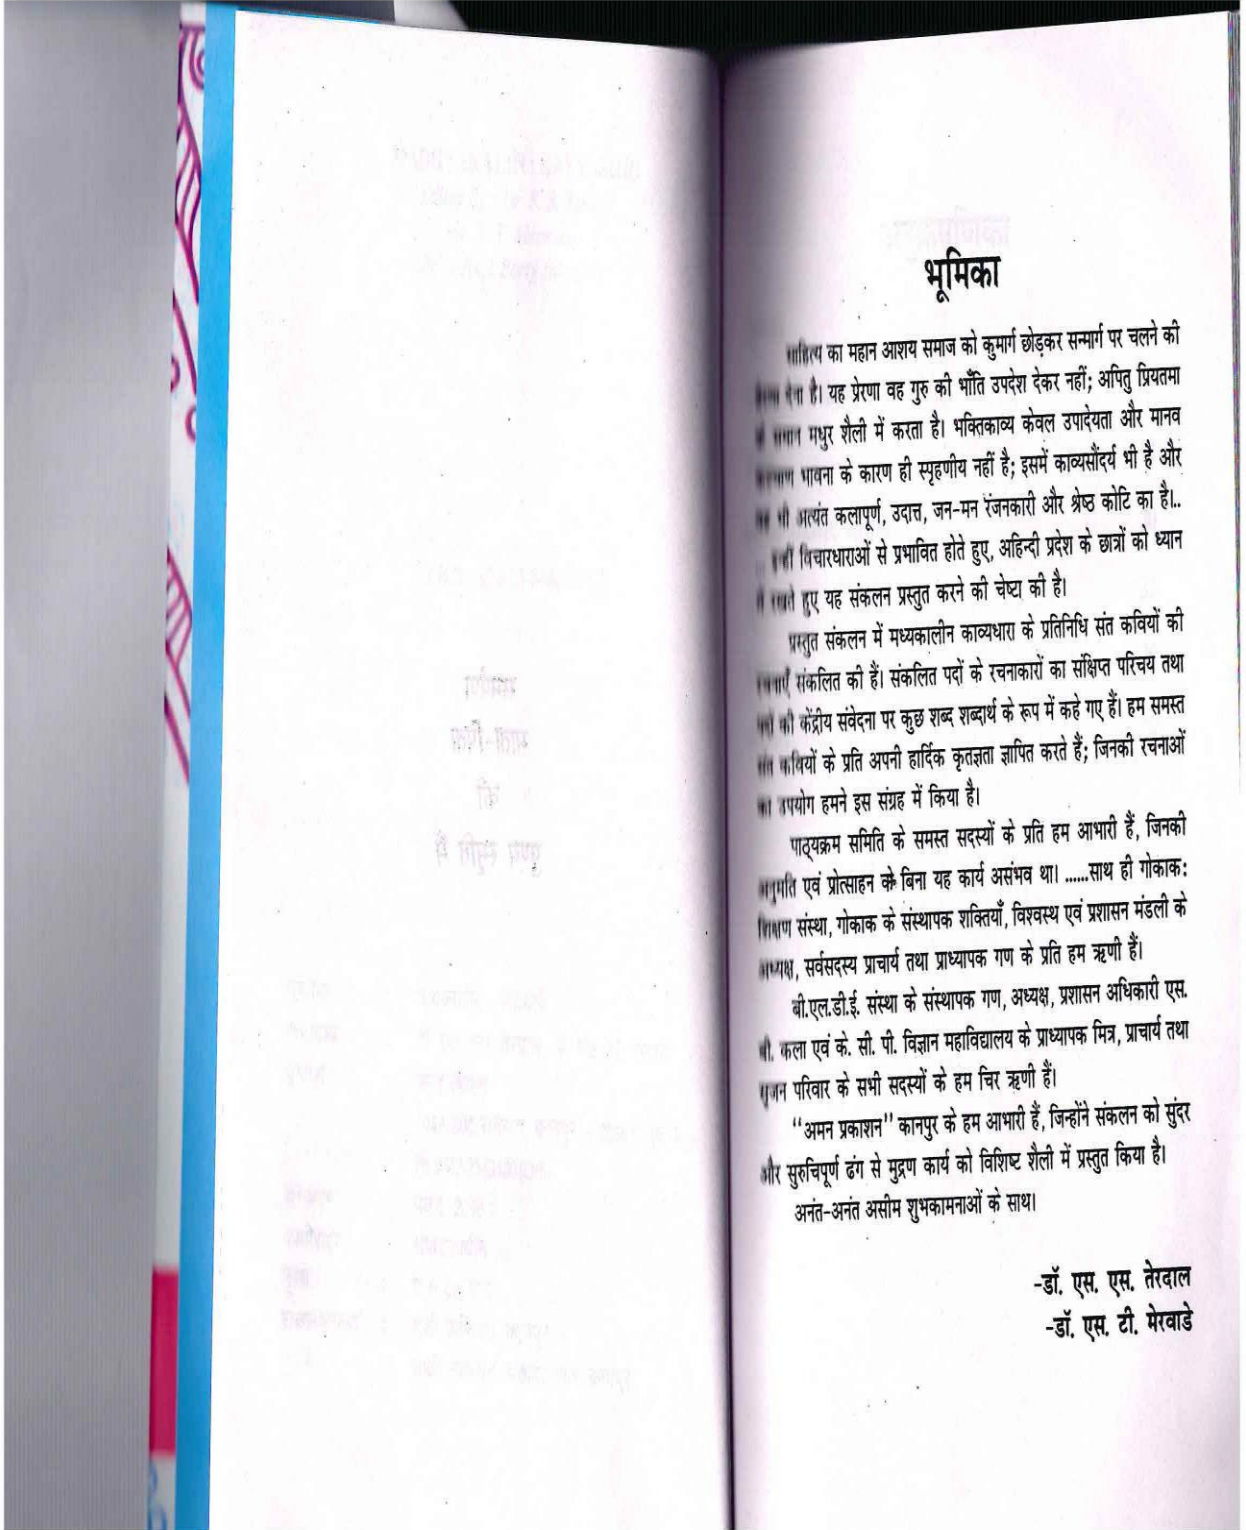 भूमिका
साहित्य का महान आशय समाज को कुमार्ग छोड़कर सन्मार्ग पर चलने की
देना है। यह प्रेरणा वह गुरु की भाँति उपदेश देकर नहीं; अपितु प्रियतमा
के समान मधुर शैली में करता है। भक्तिकाव्य केवल उपादेयता और मानव
कल्याण भावना के कारण ही स्पृहणीय नहीं है; इसमें काव्यसौंदर्य भी है और
वह भी अत्यंत कलापूर्ण, उदात्त, जन-मन रंजनकारी और श्रेष्ठ कोटि का है।..
इन्हीं विचारधाराओं से प्रभावित होते हुए, अहिन्दी प्रदेश के छात्रों को ध्यान
में रखते हुए यह संकलन प्रस्तुत करने की चेष्टा की है।
प्रस्तुत संकलन में मध्यकालीन काव्यधारा के प्रतिनिधि संत कवियों की
रचनाएँ संकलित की हैं। संकलित पदों के रचनाकारों का संक्षिप्त परिचय तथा
पदों की केंद्रीय संवेदना पर कुछ शब्द शब्दार्थ के रूप में कहे गए हैं। हम समस्त
संत कवियों के प्रति अपनी हार्दिक कृतज्ञता ज्ञापित करते हैं; जिनकी रचनाओं
का उपयोग हमने इस संग्रह में किया है।
पाठ्यक्रम समिति के समस्त सदस्यों के प्रति हम आभारी हैं, जिनकी
अनुमति एवं प्रोत्साहन के बिना यह कार्य असंभव था। ......साथ ही गोकाक:
शिक्षण संस्था, गोकाक के संस्थापक शक्तियाँ, विश्वस्थ एवं प्रशासन मंडली के
अध्यक्ष, सर्वसदस्य प्राचार्य तथा प्राध्यापक गण के प्रति हम ऋणी हैं।
बी.एल.डी.ई. संस्था के संस्थापक गण, अध्यक्ष, प्रशासन अधिकारी एस.
बी. कला एवं के. सी. पी. विज्ञान महाविद्यालय के प्राध्यापक मित्र, प्राचार्य तथा
सृजन परिवार के सभी सदस्यों के हम चिर ऋणी हैं।
“अमन प्रकाशन” कानपुर के हम आभारी हैं, जिन्होंने संकलन को सुंदर
और सुरुचिपूर्ण ढंग से मुद्रण कार्य को विशिष्ट शैली में प्रस्तुत किया है।
अनंत-अनंत असीम शुभकामनाओं के साथ।
-डॉ. एस. एस. तेरदाल
-डॉ. एस. टी. मेरवाडे